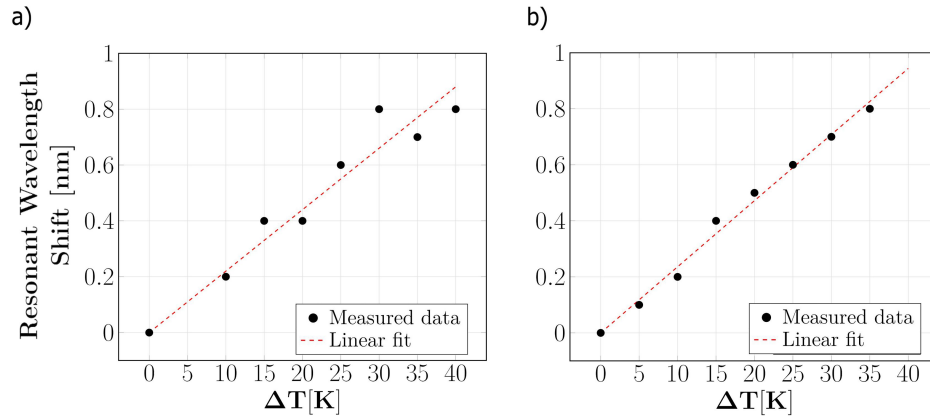 a)
Resonant Wavelength
Shift [nm]
1
0.8
0.6
0.4
0.2
0
Measured data
Linear fit
0 10 15 20 25 30 35 40
ΔT[K]
b)
1
0.8
0.6
0.4
0.2
0
Measured data
Linear fit
0 5 10 15 20 25 30 35 40
ΔT[K]